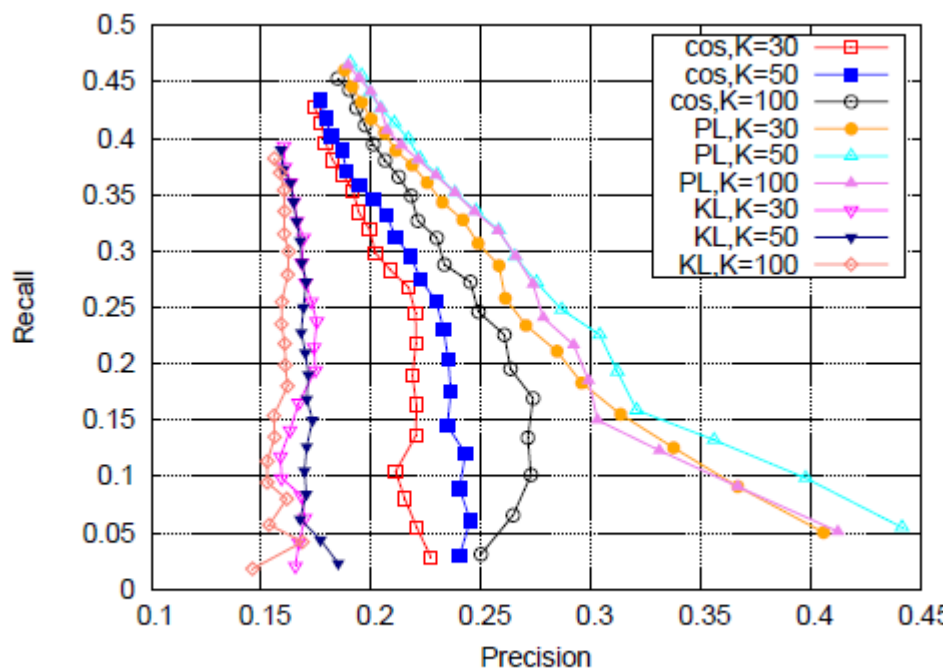 0.5
0.45
0.4
0.35
0.3
0.25
0.2
0.15
0.1
0.05
0
Recall
cos,K=30
cos,K=50
cos,K=100
PL,K=30
PL,K=50
PL,K=100
KL,K=30
KL,K=50
KL,K=100
0.1 0.15 0.2 0.25 0.3 0.35 0.4 0.45
Precision